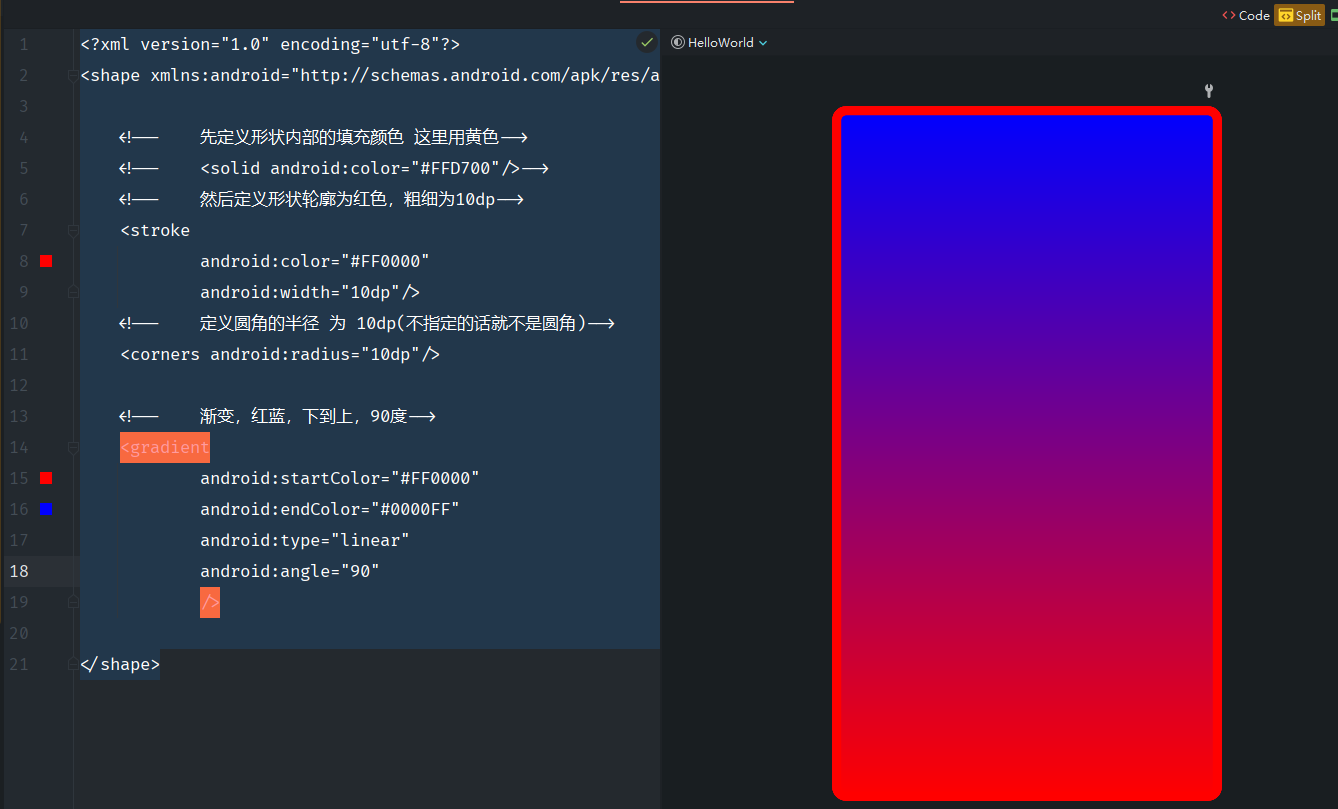 Code Split
HelloWorld
1 <?xml version="1.0" encoding="utf-8"?>
2 <shape xmlns:android="http://schemas.android.com/apk/res/a
3
4 <!-- 先定义形状内部的填充颜色 这里用黄色-->
5 <!-- <solid android:color="#FFD700"/>-->
6 <!-- 然后定义形状轮廓为红色，粗细为10dp-->
7 <stroke
8 android:color="#FF0000"
9 android:width="10dp"/>
10 <!-- 定义圆角的半径 为 10dp(不指定的话就不是圆角)-->
11 <corners android:radius="10dp"/>
12
13 <!-- 渐变，红蓝，下到上，90度-->
14 <gradient
15 android:startColor="#FF0000"
16 android:endColor="#0000FF"
17 android:type="linear"
18 android:angle="90"
19 />
20
21 </shape>